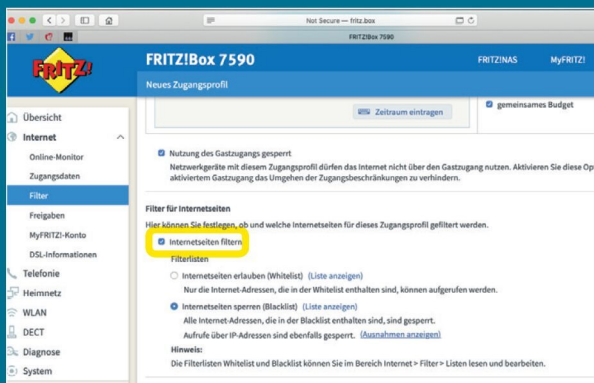 Not Secure — fritz.box
FRITZ!Box 7590
FRITZ!
FRITZ!Box 7590
FRITZ!NAS
MyFRITZ!
Neues Zugangsprofil
Zeitraum eintragen
gemeinsames Budget
Übersicht
Internet
Online-Monitor
Zugangsdaten
Filter
Freigaben
MyFRITZ!-Konto
DSL-Informationen
Telefonie
Heimnetz
WLAN
DECT
Diagnose
System
Nutzung des Gastzugangs gesperrt
Netzwerkgeräte mit diesem Zugangsprofil dürfen das Internet nicht über den Gastzugang nutzen. Aktivieren Sie diese Op
aktiviertem Gastzugang das Umgehen der Zugangsbeschränkungen zu verhindern.
Filter für Internetseiten
Hier können Sie festlegen, ob und welche Internetseiten für dieses Zugangsprofil gefiltert werden.
Internetseiten filtern
Filterlisten
Internetseiten erlauben (Whitelist) (Liste anzeigen)
Nur die Internet-Adressen, die in der Whitelist enthalten sind, können aufgerufen werden.
Internetseiten sperren (Blacklist) (Liste anzeigen)
Alle Internet-Adressen, die in der Blacklist enthalten sind, sind gesperrt.
Aufrufe über IP-Adressen sind ebenfalls gesperrt. (Ausnahmen anzeigen)
Hinweis:
Die Filterlisten Whitelist und Blacklist können Sie im Bereich Internet > Filter > Listen lesen und bearbeiten.